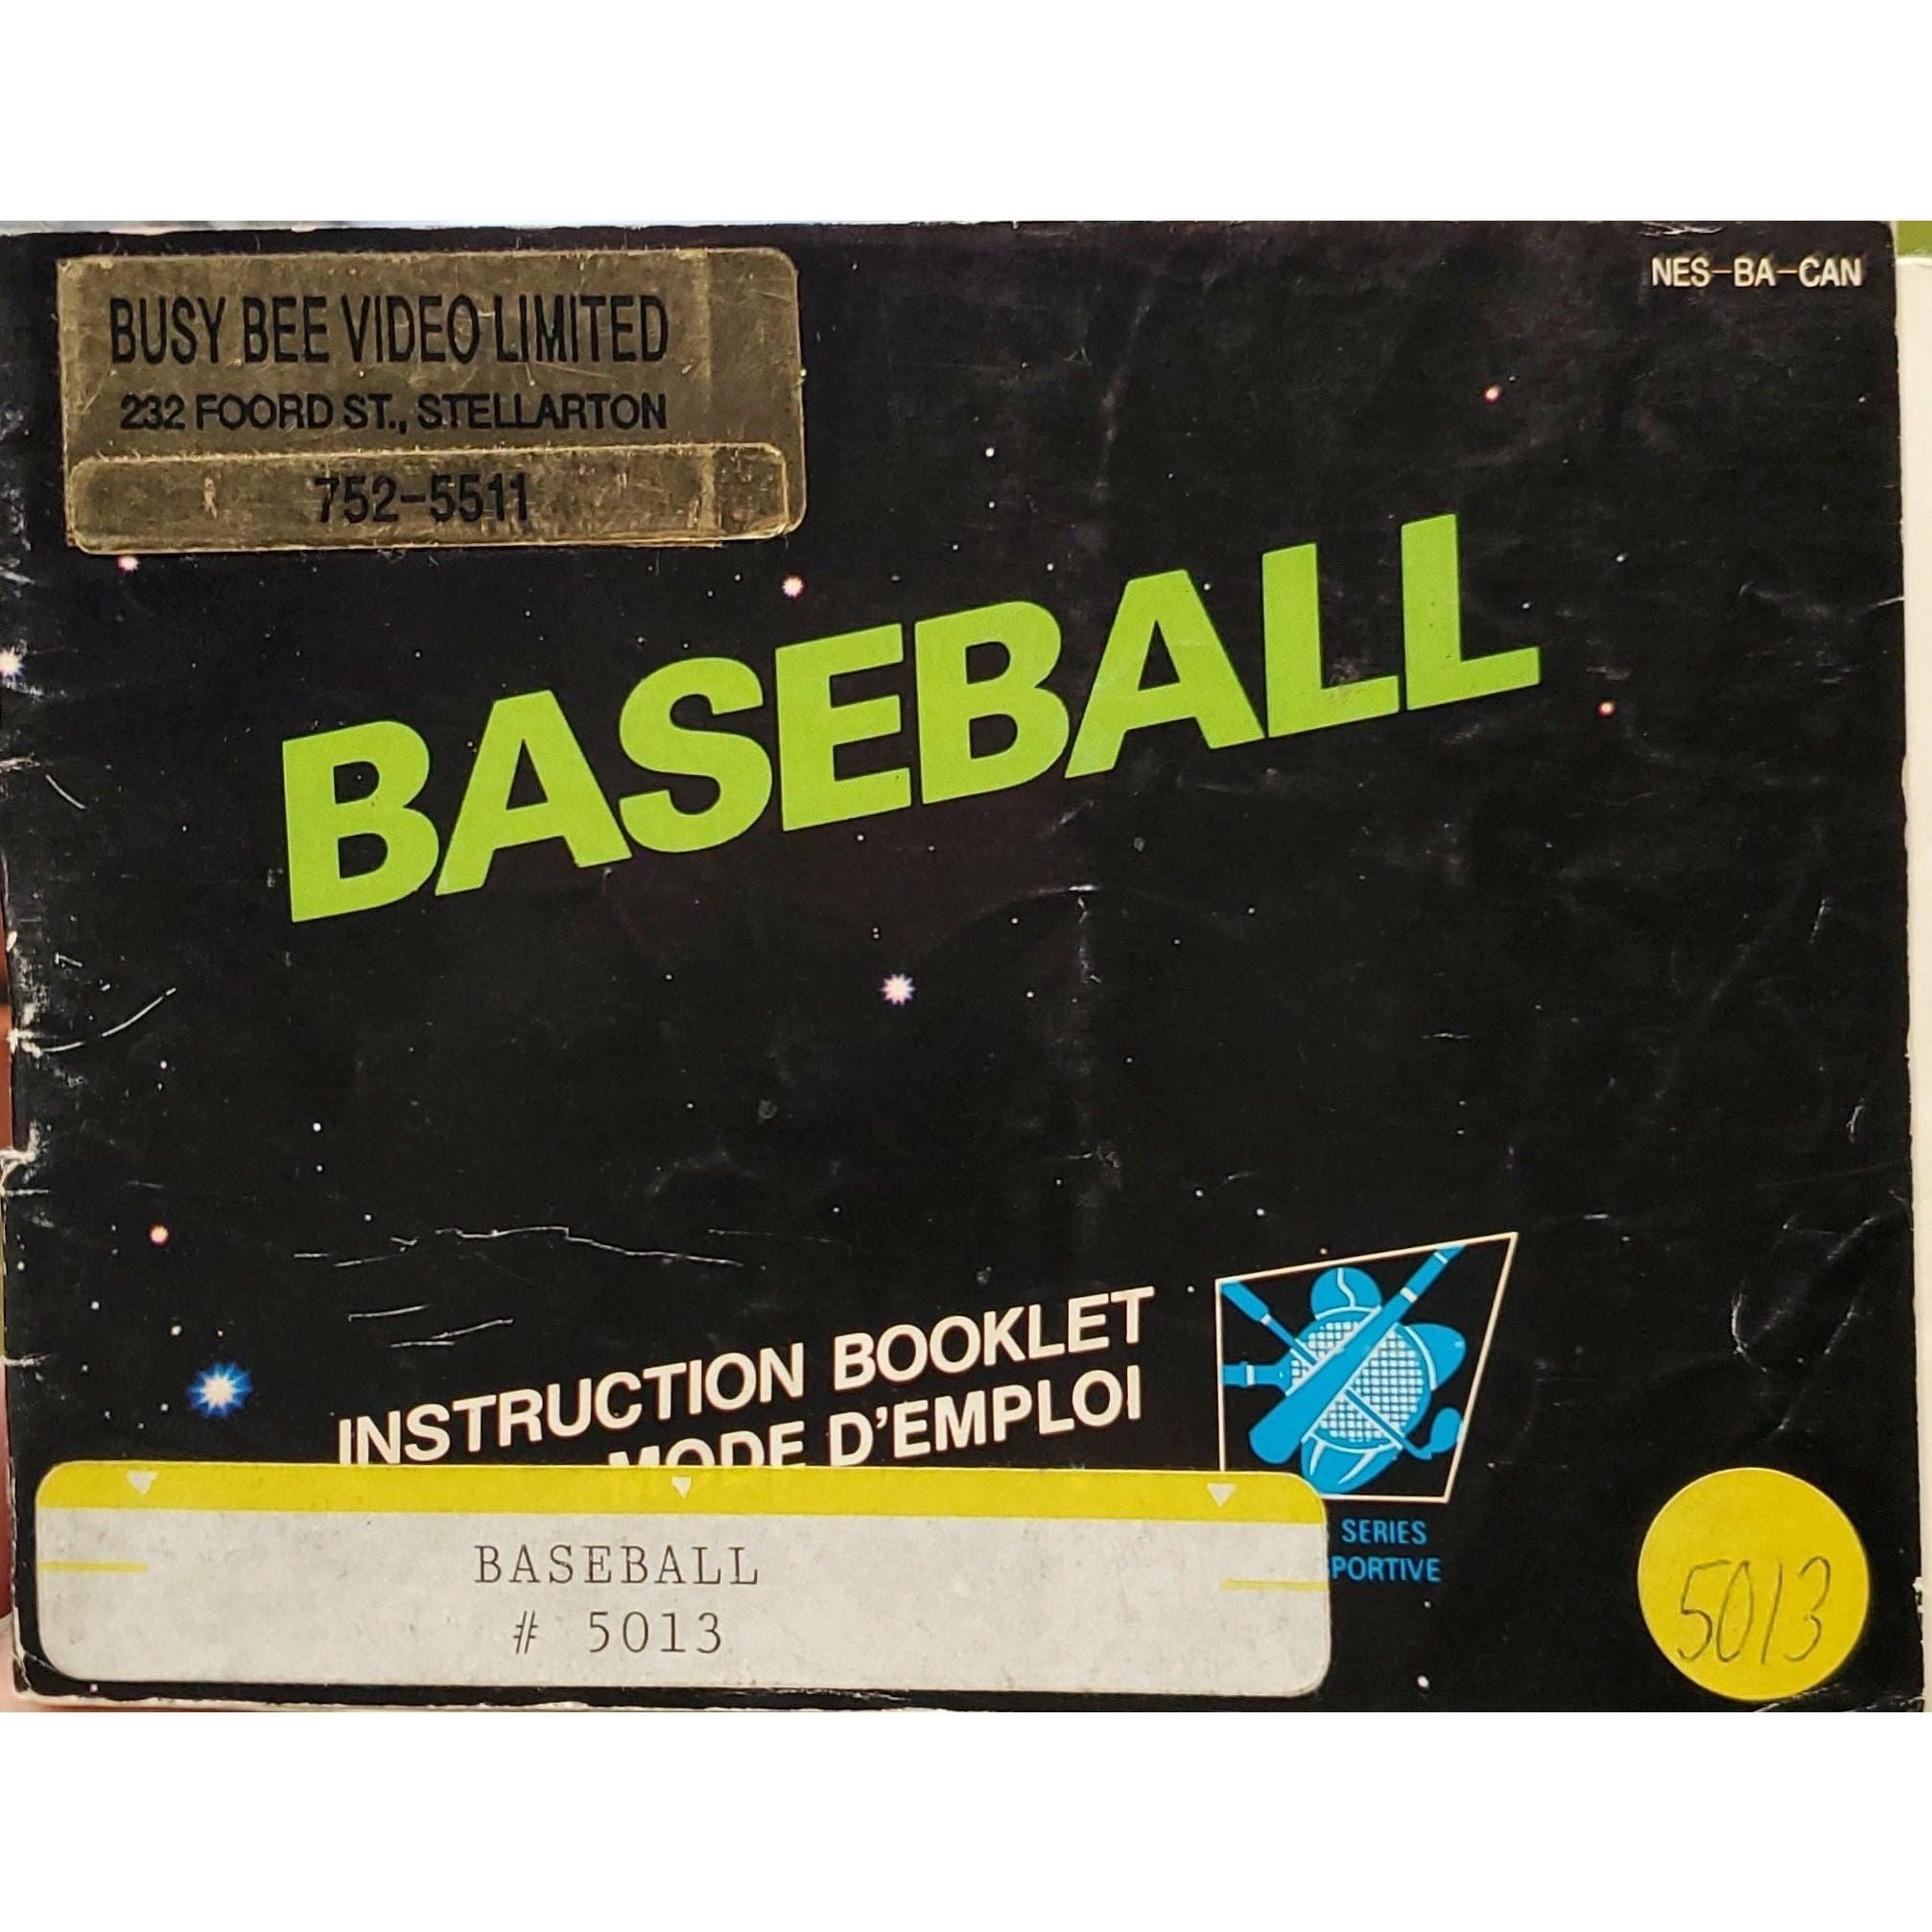 BUSY BEE VIDEO LIMITED
232 FOORD ST., STELLARTON
752-5511
NES-BA-CAN
BASEBALL
INSTRUCTION BOOKLET
MODE D'EMPLOI
SERIES
PORTIVE
BASEBALL
# 5013
5013